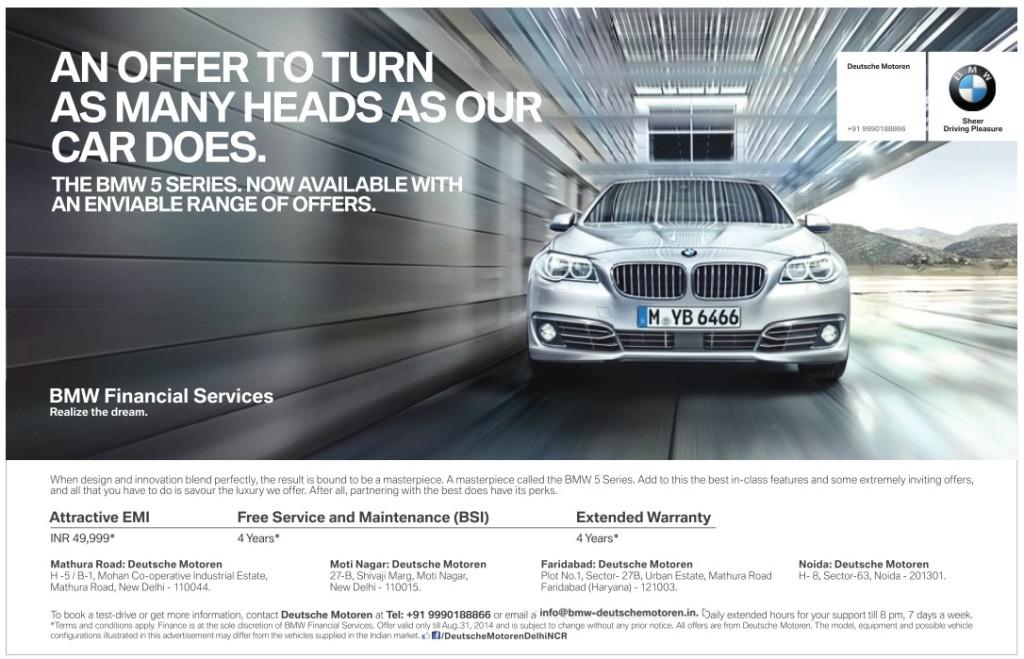 AN OFFER TO TURN
AS MANY HEADS AS OUR
CAR DOES.
THE BMW 5 SERIES. NOW AVAILABLE WITH
AN ENVIABLE RANGE OF OFFERS.
Deutsche Motoren
+91 9990188866
BMW
Sheer
Driving Pleasure
M YB 6466
BMW Financial Services
Realize the dream.
When design and innovation blend perfectly, the result is bound to be a masterpiece. A masterpiece called the BMW 5 Series. Add to this the best in-class features and some extremely inviting offers,
and all that you have to do is savour the luxury we offer. After all, partnering with the best does have its perks.
Attractive EMI Free Service and Maintenance (BSI) Extended Warranty
INR 49,999* 4 Years* 4 Years*
Mathura Road: Deutsche Motoren
H -5 / B-1, Mohan Co-operative Industrial Estate,
Mathura Road, New Delhi - 110044.
Moti Nagar: Deutsche Motoren
27-B, Shivaji Marg, Moti Nagar,
New Delhi - 110015.
Faridabad: Deutsche Motoren
Plot No.1, Sector- 27B, Urban Estate, Mathura Road
Faridabad (Haryana) - 121003.
Noida: Deutsche Motoren
H- 8, Sector-63, Noida - 201301.
To book a test-drive or get more information, contact Deutsche Motoren at Tel: +91 9990188866 or email a info@bmw-deutschemotoren.in. Daily extended hours for your support till 8 pm, 7 days a week.
*Terms and conditions apply. Finance is at the sole discretion of BMW Financial Services. Offer valid only till Aug.31, 2014 and is subject to change without any prior notice. All offers are from Deutsche Motoren. The model, equipment and possible vehicle
configurations illustrated in this advertisement may differ from the vehicles supplied in the Indian market. /DeutscheMotorenDelhiNCR